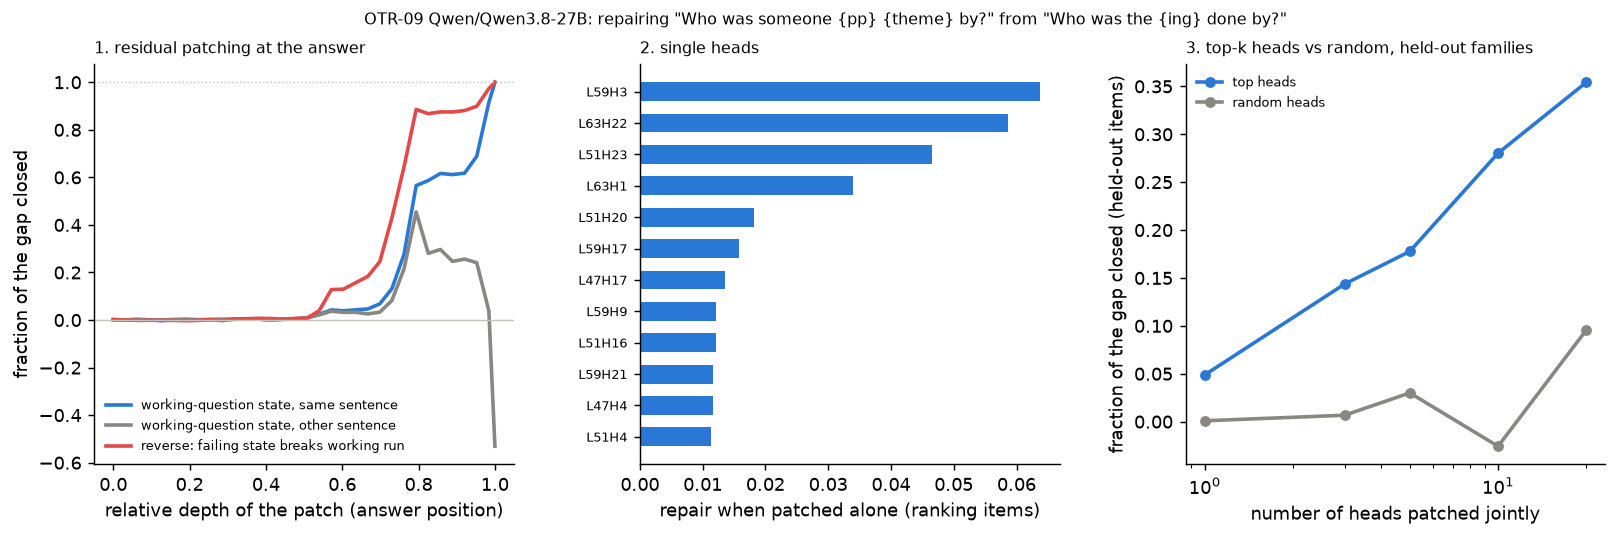 OTR-09 Qwen/Qwen3.8-27B: repairing "Who was someone {pp} {theme} by?" from "Who was the {ing} done by?"
1. residual patching at the answer
fraction of the gap closed
1.0
0.8
0.6
0.4
0.2
0.0
−0.2
−0.4
−0.6
working-question state, same sentence
working-question state, other sentence
reverse: failing state breaks working run
0.0 0.2 0.4 0.6 0.8 1.0
relative depth of the patch (answer position)
2. single heads
L59H3
L63H22
L51H23
L63H1
L51H20
L59H17
L47H17
L59H9
L51H16
L59H21
L47H4
L51H4
0.00 0.01 0.02 0.03 0.04 0.05 0.06
repair when patched alone (ranking items)
3. top-k heads vs random, held-out families
fraction of the gap closed (held-out items)
top heads
random heads
0.35
0.30
0.25
0.20
0.15
0.10
0.05
0.00
10⁰ 10¹
number of heads patched jointly